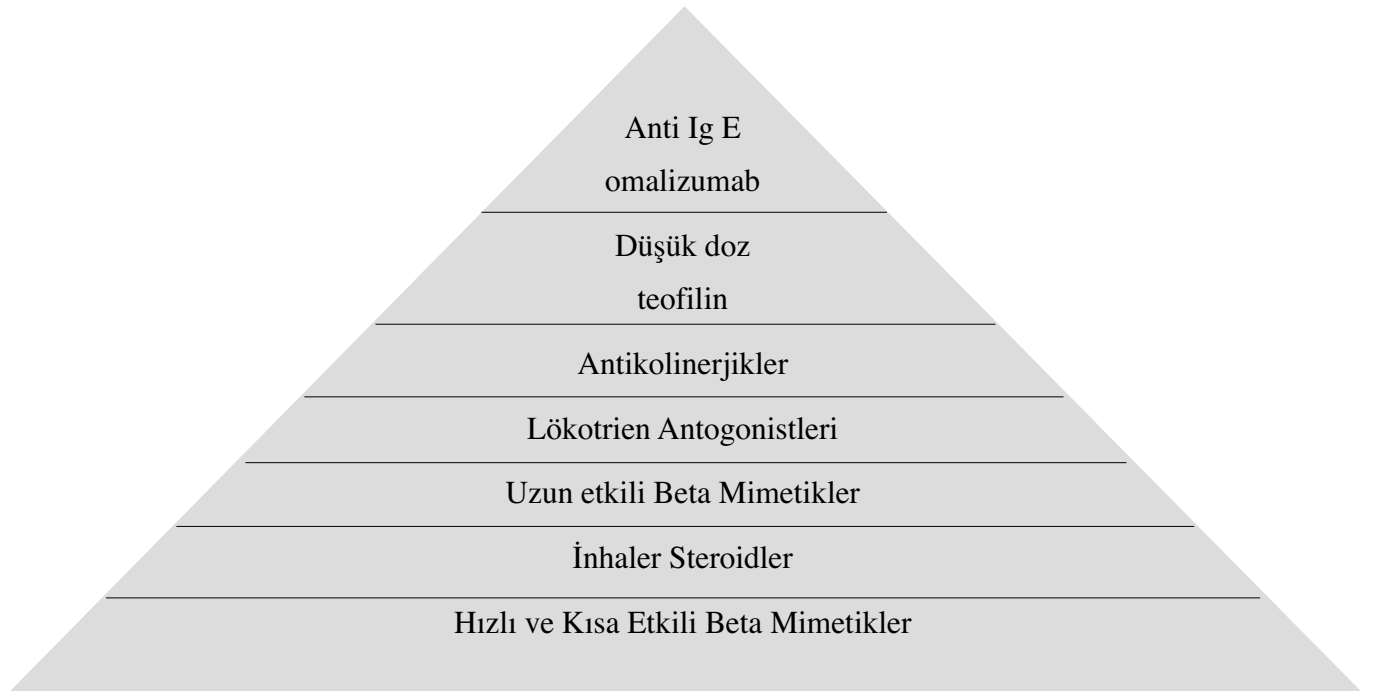 Anti Ig E
omalizumab
Düşük doz
teofilin
Antikolinerjikler
Lökotrien Antogonistleri
Uzun etkili Beta Mimetikler
İnhaler Steroidler
Hızlı ve Kısa Etkili Beta Mimetikler